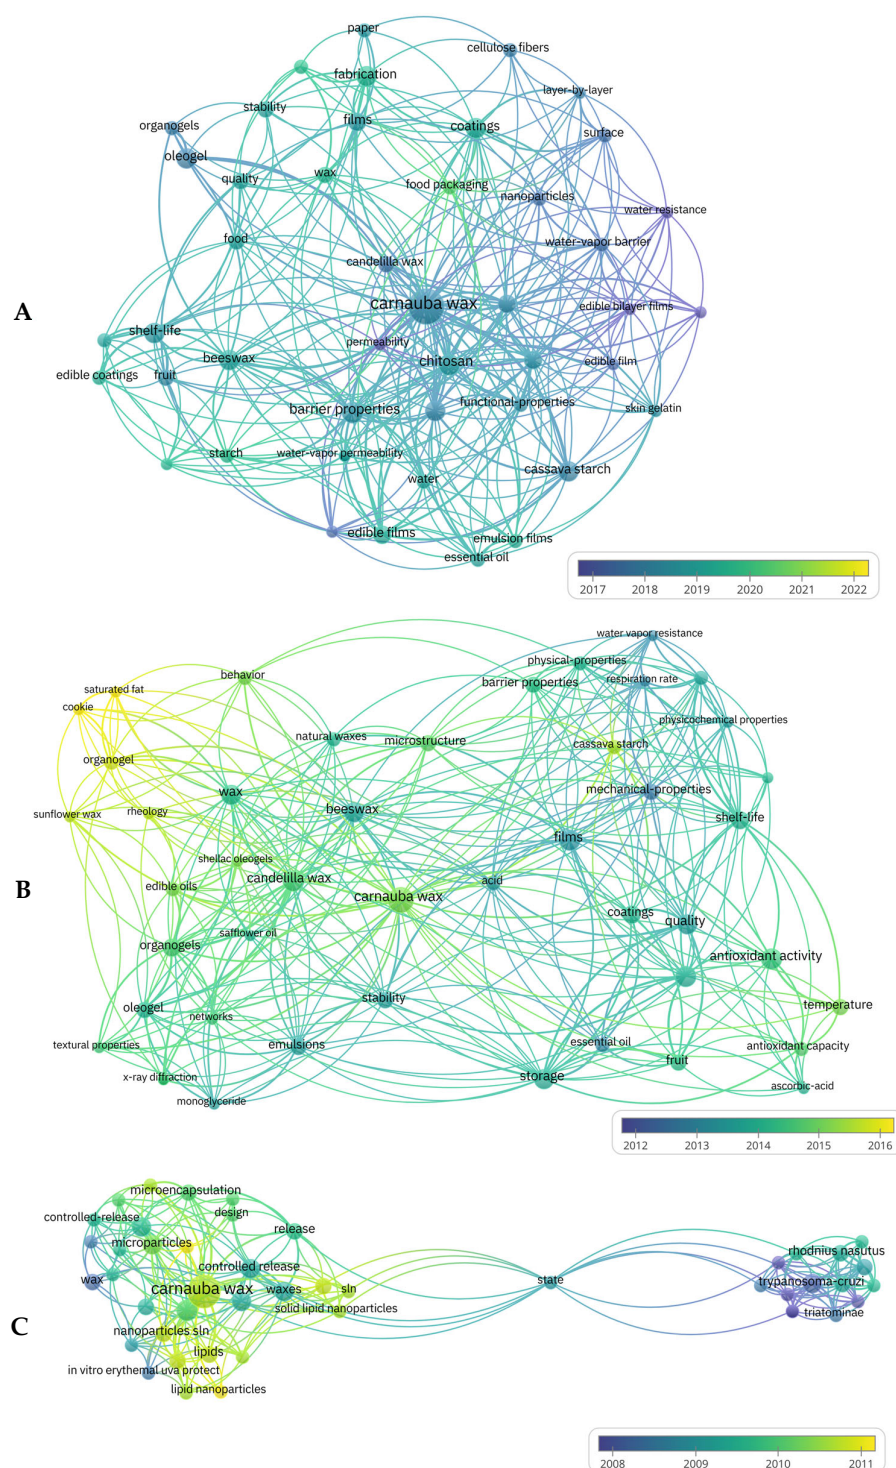 paper
cellulose fibers
fabrication
layer-by-layer
stability
films
organogels
coatings
surface
oleogel
quality
wax
food packaging
nanoparticles
water resistance
food
water-vapor barrier
candelilla wax
carnauba wax
edible bilayer films
A
shelf-life
permeability
beeswax
chitosan
edible film
edible coatings
fruit
functional-properties
barrier properties
skin gelatin
starch
water-vapor permeability
cassava starch
water
edible films
emulsion films
essential oil
2017 2018 2019 2020 2021 2022
water vapor resistance
physical-properties
behavior
respiration rate
barrier properties
saturated fat
cookie
physicochemical properties
natural waxes
microstructure
cassava starch
organogel
wax
mechanical-properties
sunflower wax
rheology
beeswax
shelf-life
films
shellac oleogels
candelilla wax
acid
edible oils
B
carnauba wax
coatings
quality
safflower oil
organogels
antioxidant activity
stability
oleogel
temperature
networks
textural properties
emulsions
essential oil
antioxidant capacity
fruit
x-ray diffraction
storage
ascorbic-acid
monoglyceride
2012 2013 2014 2015 2016
microencapsulation
controlled-release
design
release
microparticles
rhodnius nasutus
controlled release
wax
state
trypanosoma-cruzi
carnauba wax
waxes
sln
solid lipid nanoparticles
triatominae
C
nanoparticles sln
lipids
in vitro erythemal uva protect
lipid nanoparticles
2008 2009 2010 2011